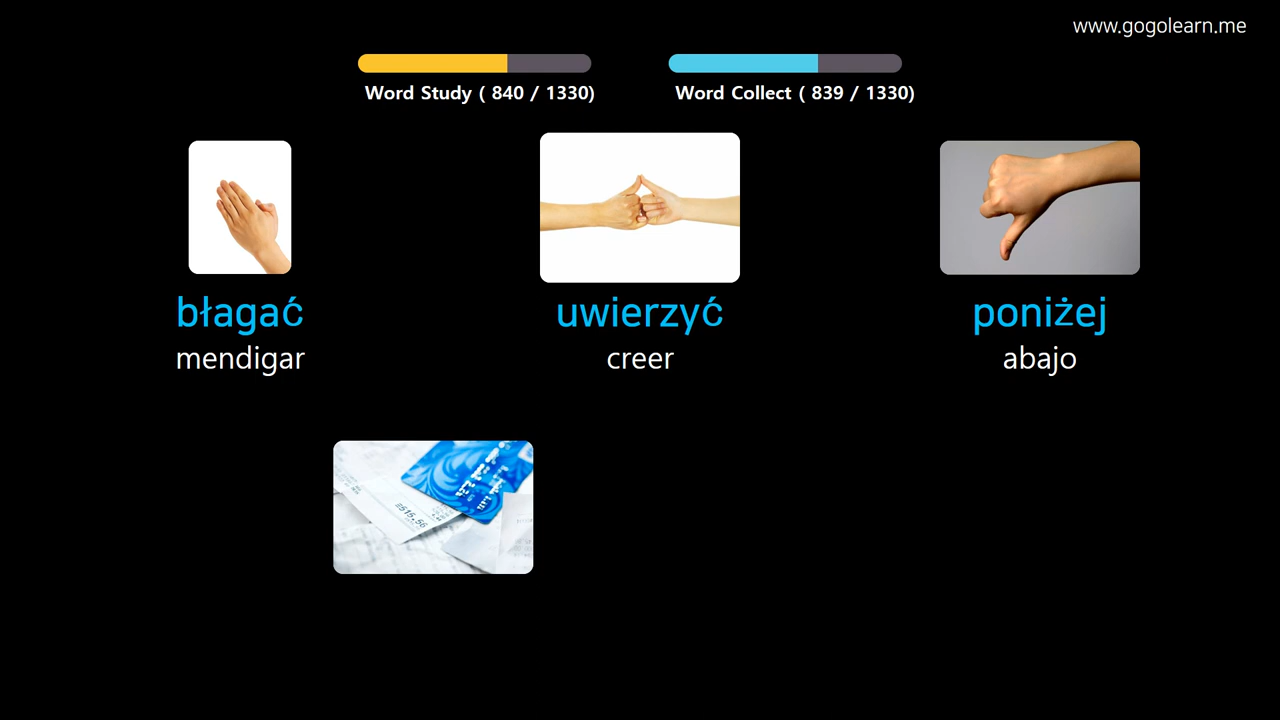 www.gogolearn.me
Word Study ( 840 / 1330)
Word Collect ( 839 / 1330)
błagać
uwierzyć
poniżej
mendigar
creer
abajo